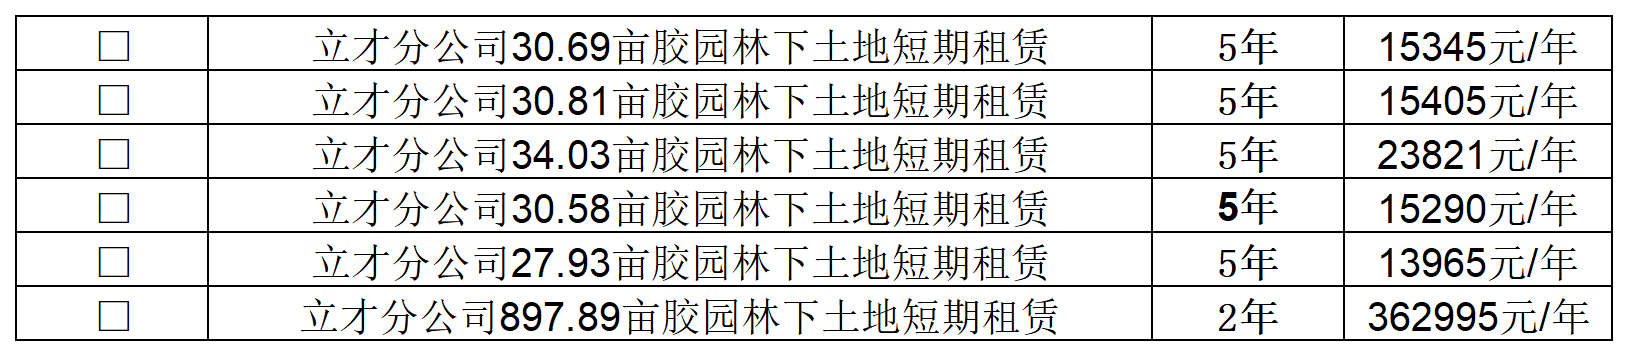 □ 立才分公司30.69亩胶园林下土地短期租赁 5年 15345元/年
□ 立才分公司30.81亩胶园林下土地短期租赁 5年 15405元/年
□ 立才分公司34.03亩胶园林下土地短期租赁 5年 23821元/年
□ 立才分公司30.58亩胶园林下土地短期租赁 5年 15290元/年
□ 立才分公司27.93亩胶园林下土地短期租赁 5年 13965元/年
□ 立才分公司897.89亩胶园林下土地短期租赁 2年 362995元/年